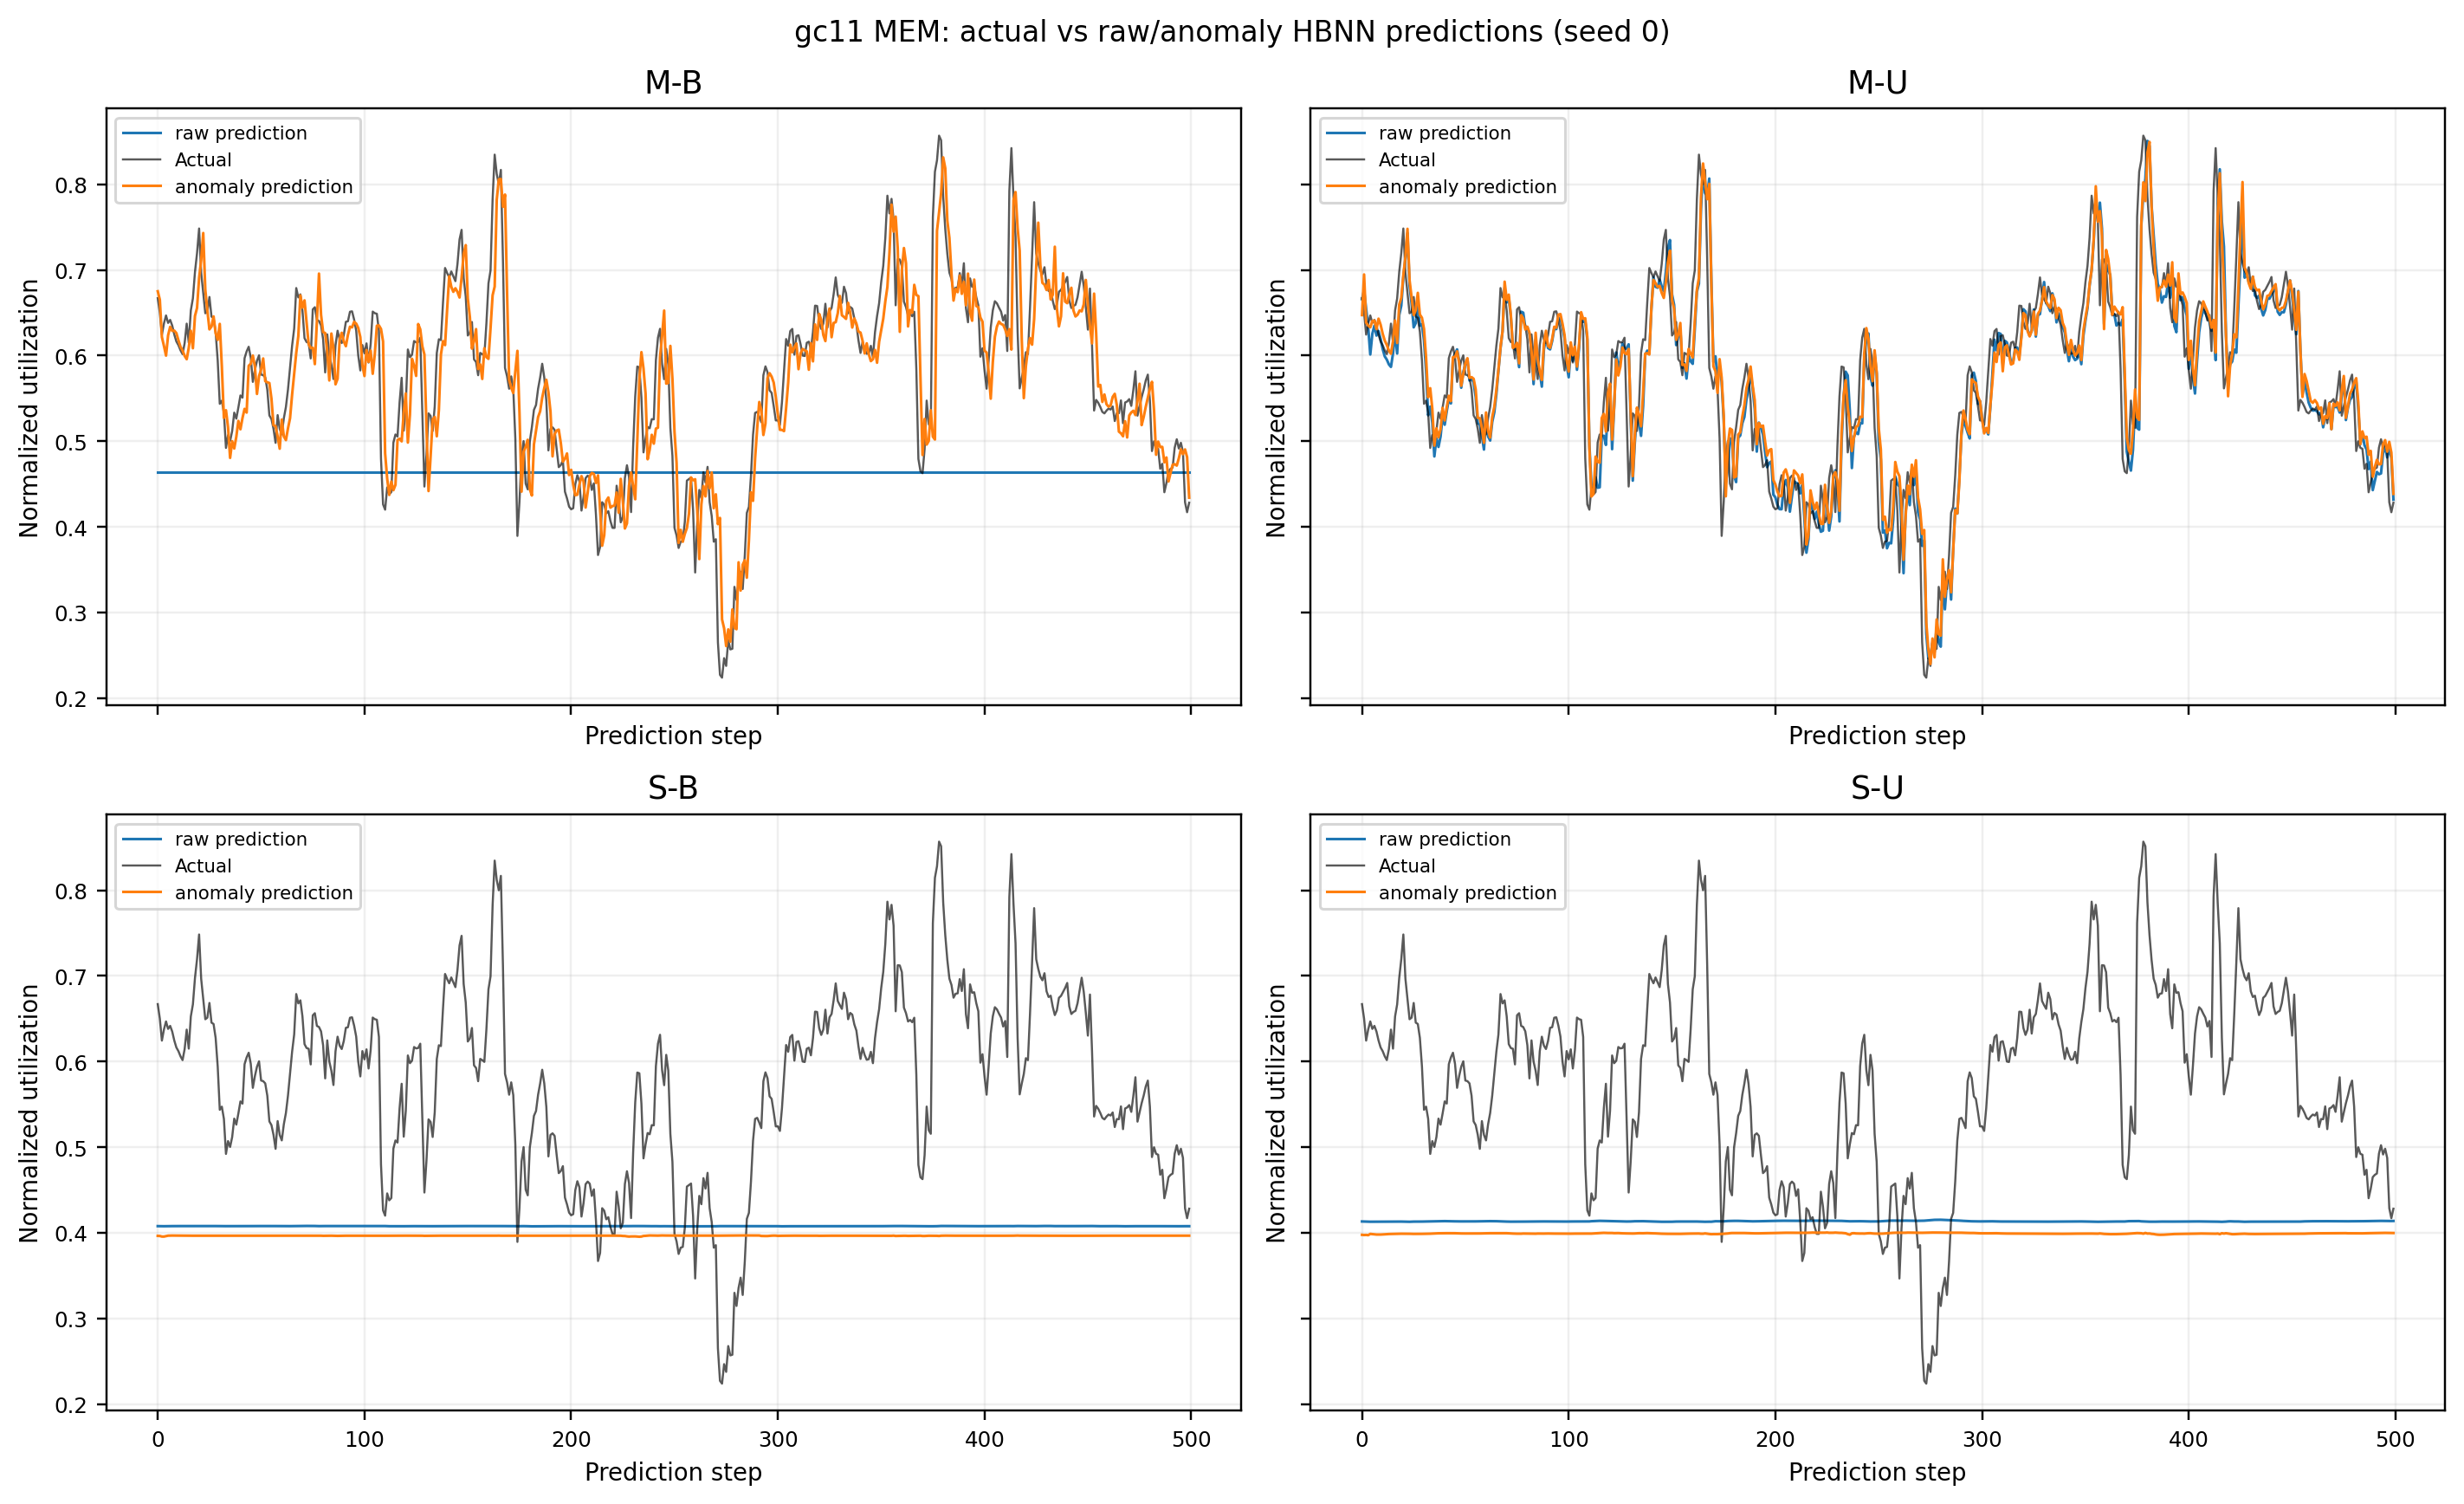 gc11 MEM: actual vs raw/anomaly HBNN predictions (seed 0)
M-B
raw prediction
Actual
anomaly prediction
Normalized utilization
0.8
0.7
0.6
0.5
0.4
0.3
0.2
Prediction step
M-U
raw prediction
Actual
anomaly prediction
Normalized utilization
Prediction step
S-B
raw prediction
Actual
anomaly prediction
Normalized utilization
0.8
0.7
0.6
0.5
0.4
0.3
0.2
0 100 200 300 400 500
Prediction step
S-U
raw prediction
Actual
anomaly prediction
Normalized utilization
0 100 200 300 400 500
Prediction step